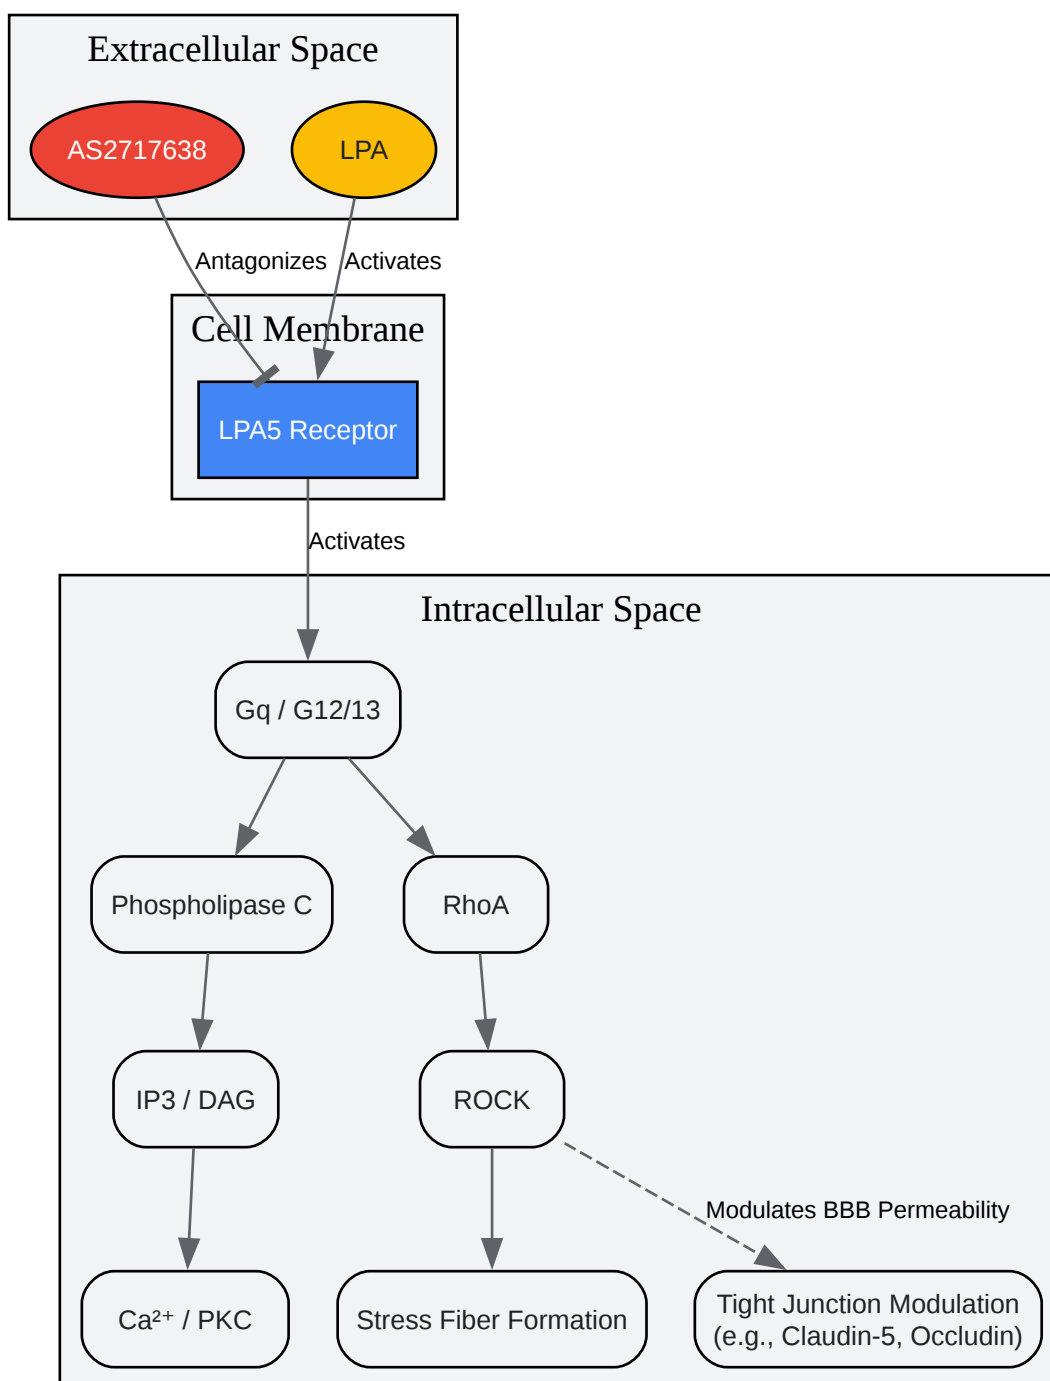 Extracellular Space
AS2717638
LPA
Antagonizes
Activates
Cell Membrane
LPA5 Receptor
Activates
Intracellular Space
Gq / G12/13
Phospholipase C
RhoA
IP3 / DAG
ROCK
Modulates BBB Permeability
Ca²⁺ / PKC
Stress Fiber Formation
Tight Junction Modulation
(e.g., Claudin-5, Occludin)